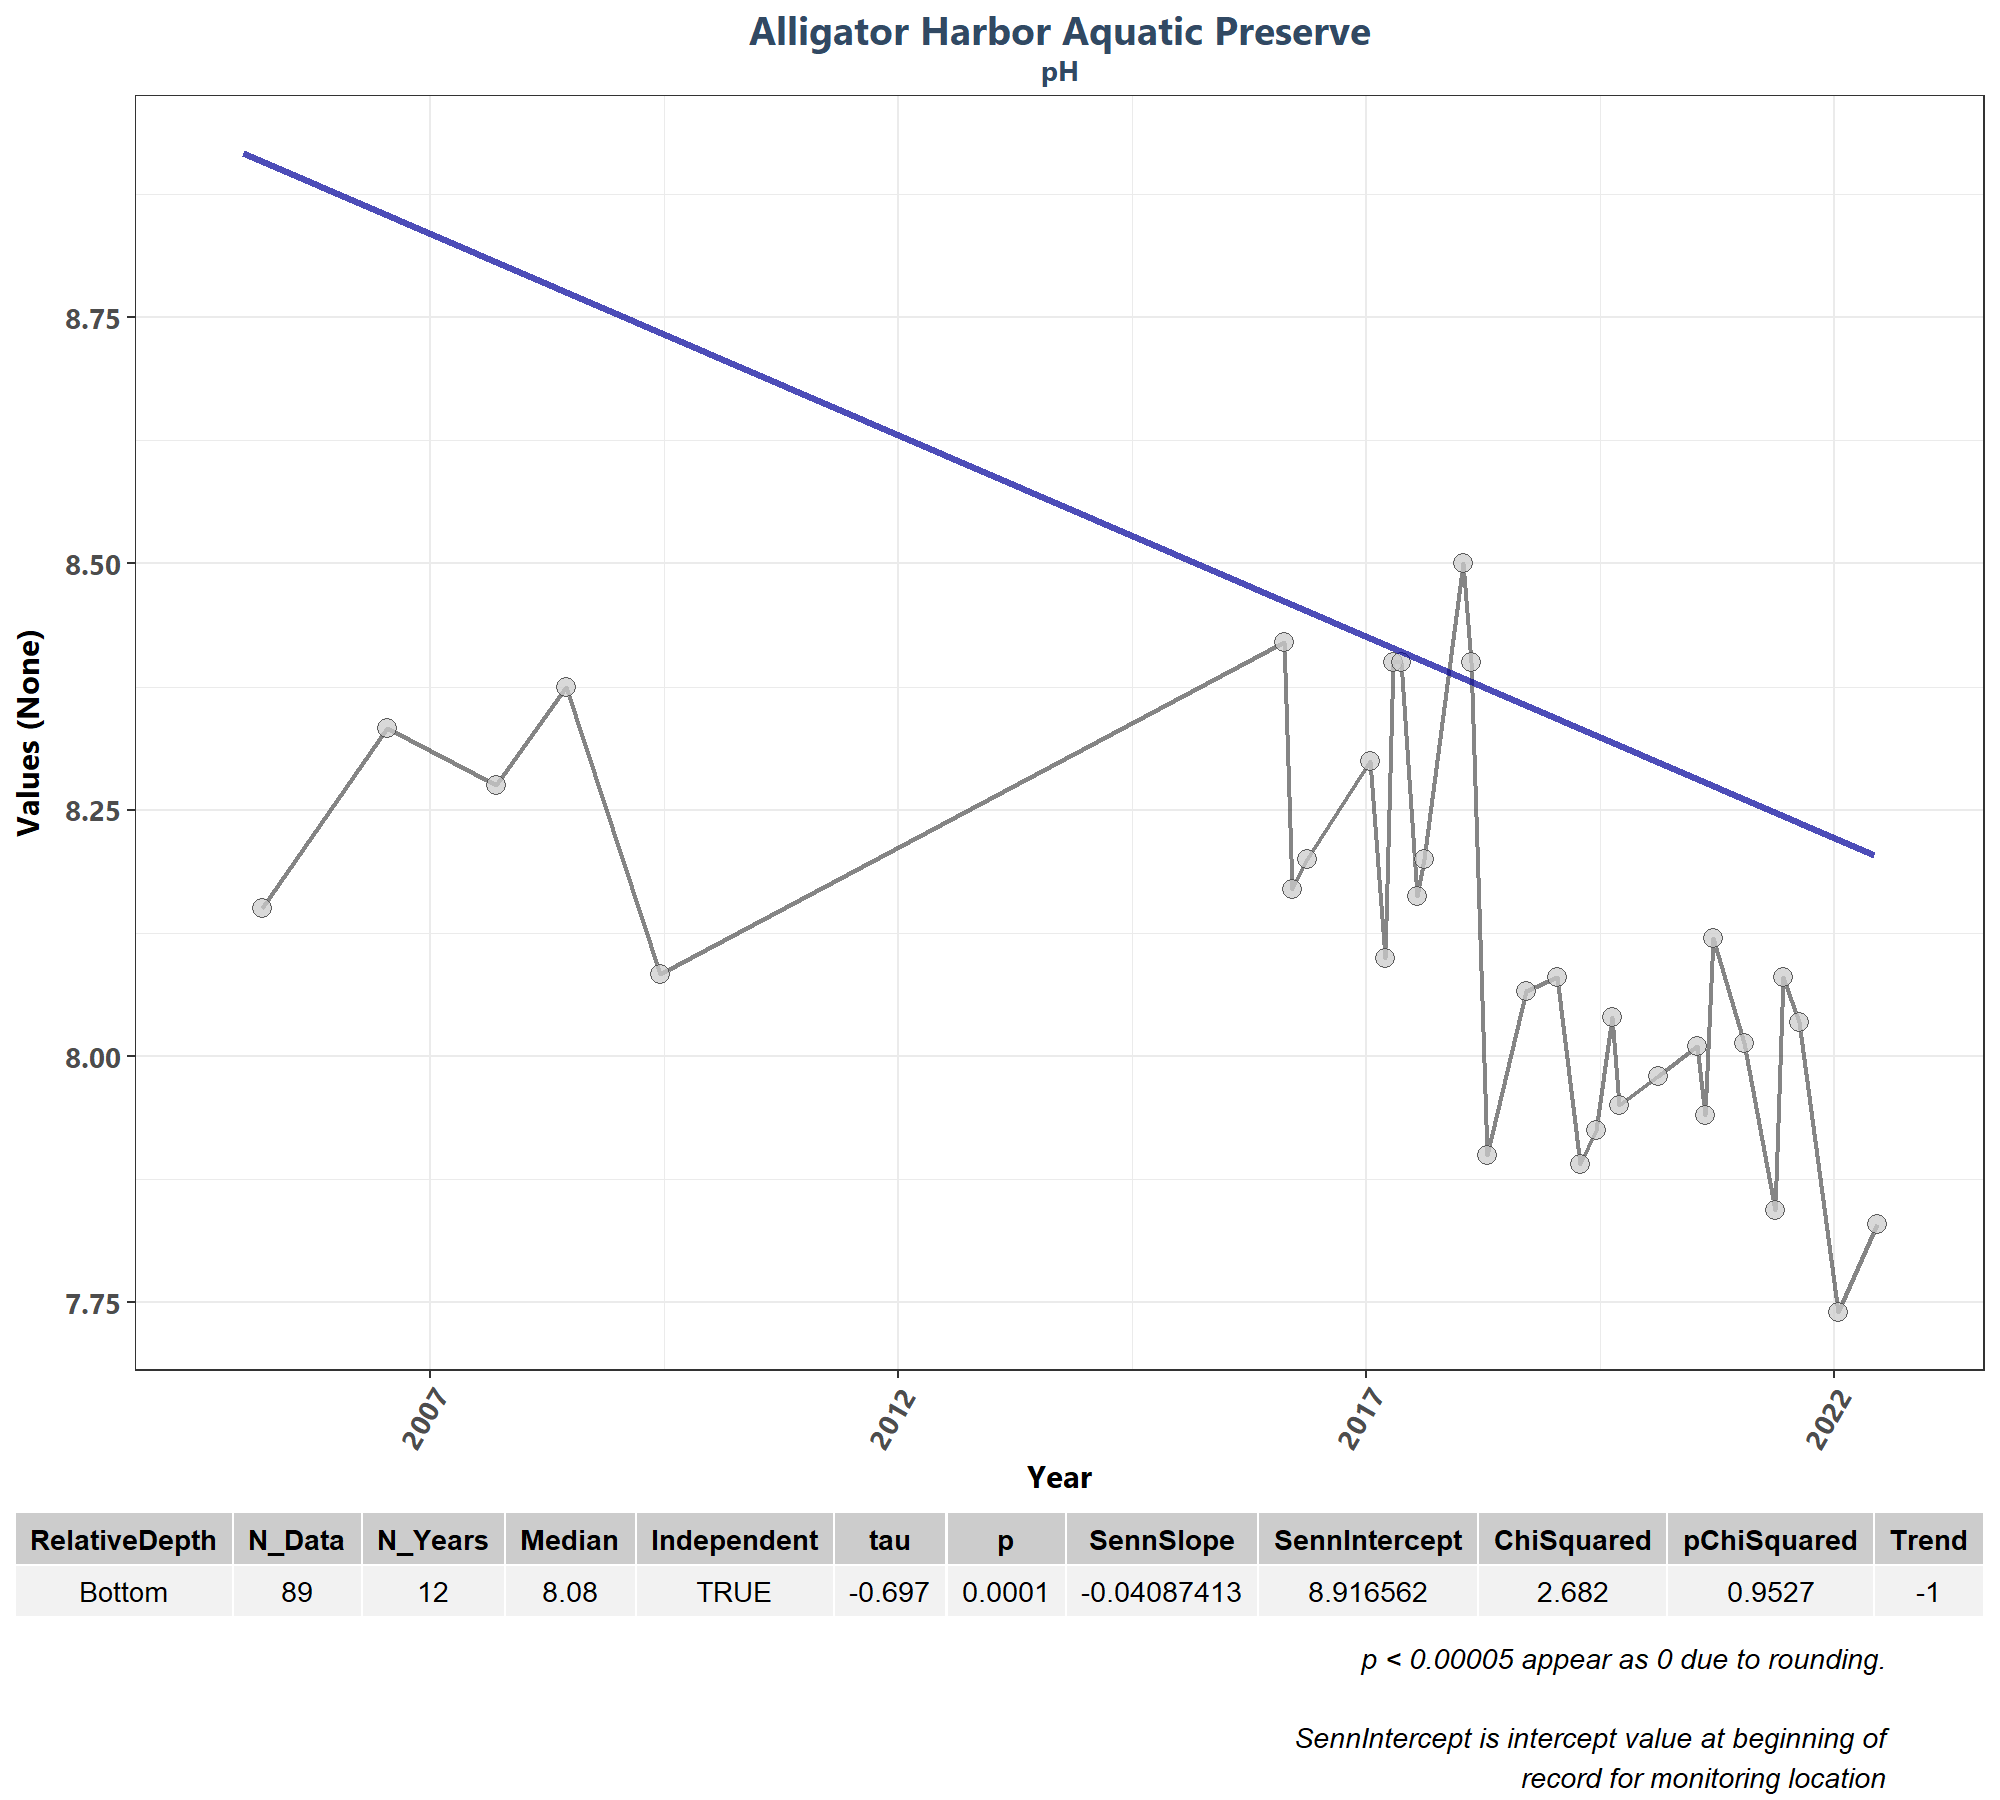 Alligator Harbor Aquatic Preserve
pH
Values (None)
8.75
8.50
8.25
8.00
7.75
2007
2012
2017
2022
Year
RelativeDepth N_Data N_Years Median Independent tau p SennSlope SennIntercept ChiSquared pChiSquared Trend
Bottom 89 12 8.08 TRUE -0.697 0.0001 -0.04087413 8.916562 2.682 0.9527 -1
p < 0.00005 appear as 0 due to rounding.
SennIntercept is intercept value at beginning of
record for monitoring location